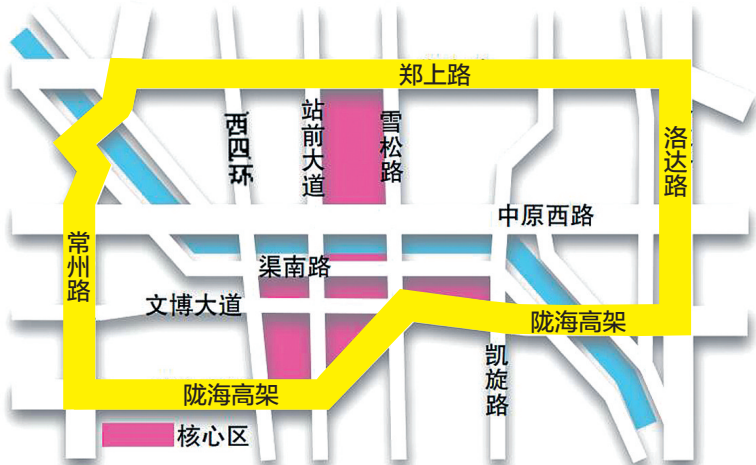 郑上路
西四环
站前大道
雪松路
洛达路
中原西路
常州路
渠南路
文博大道
陇海高架
凯旋路
陇海高架
核心区